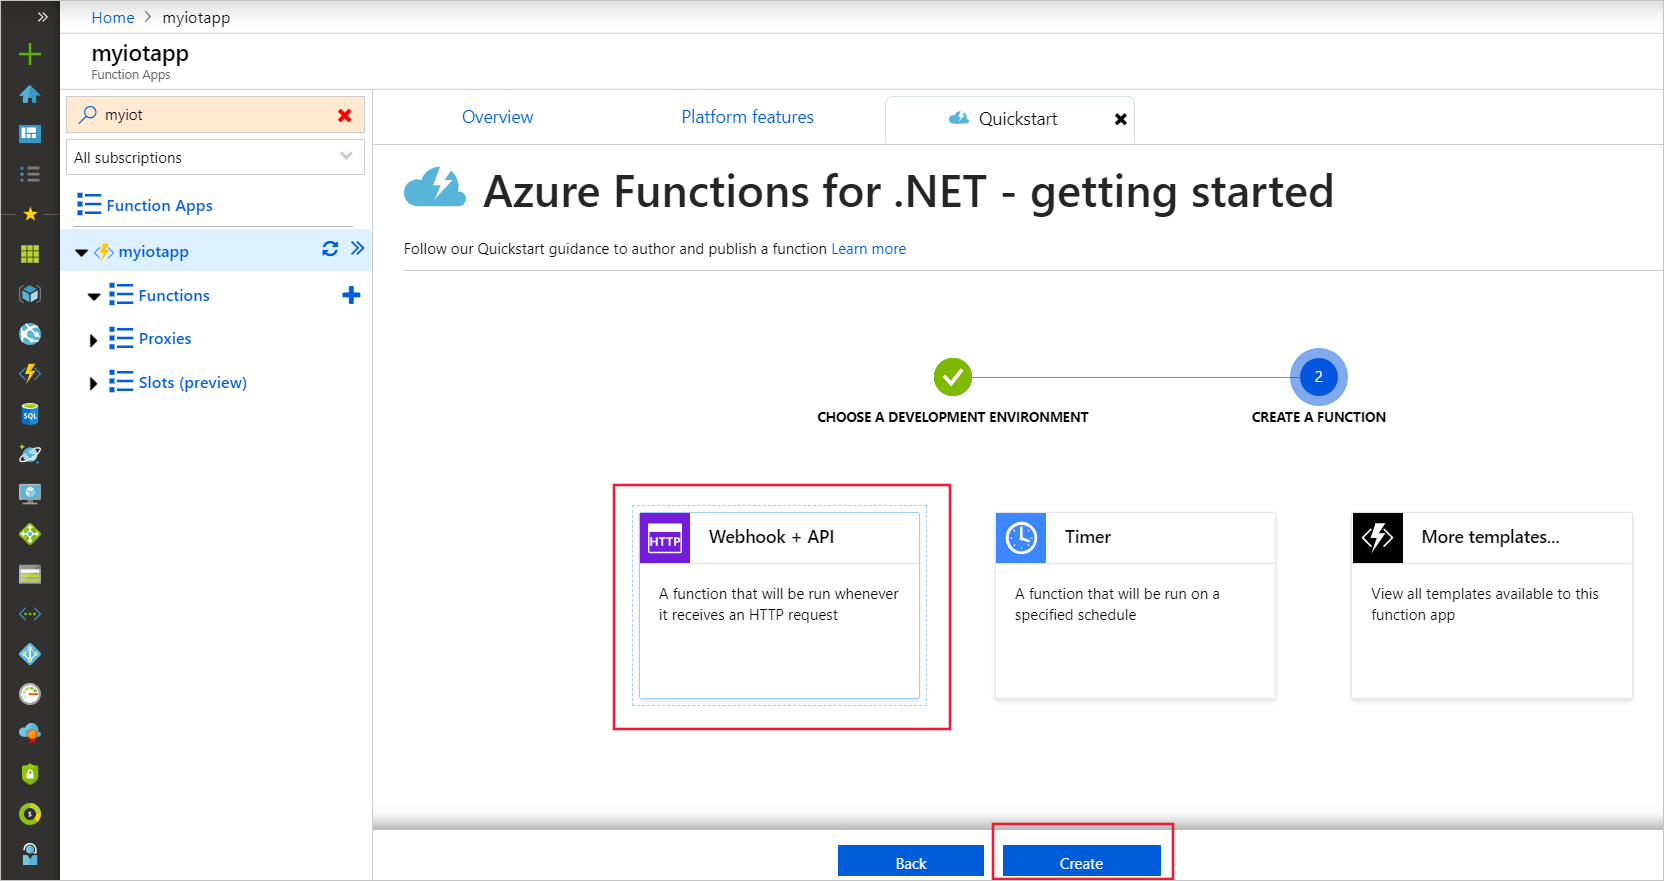 Home > myiotapp
myiotapp
Function Apps
myiot
All subscriptions
Function Apps
myiotapp
Functions
Proxies
Slots (preview)
SQL
Overview
Platform features
Quickstart
Azure Functions for .NET - getting started
Follow our Quickstart guidance to author and publish a function Learn more
2
CHOOSE A DEVELOPMENT ENVIRONMENT
CREATE A FUNCTION
HTTP
Webhook + API
A function that will be run whenever
it receives an HTTP request
Timer
A function that will be run on a
specified schedule
More templates...
View all templates available to this
function app
Back
Create